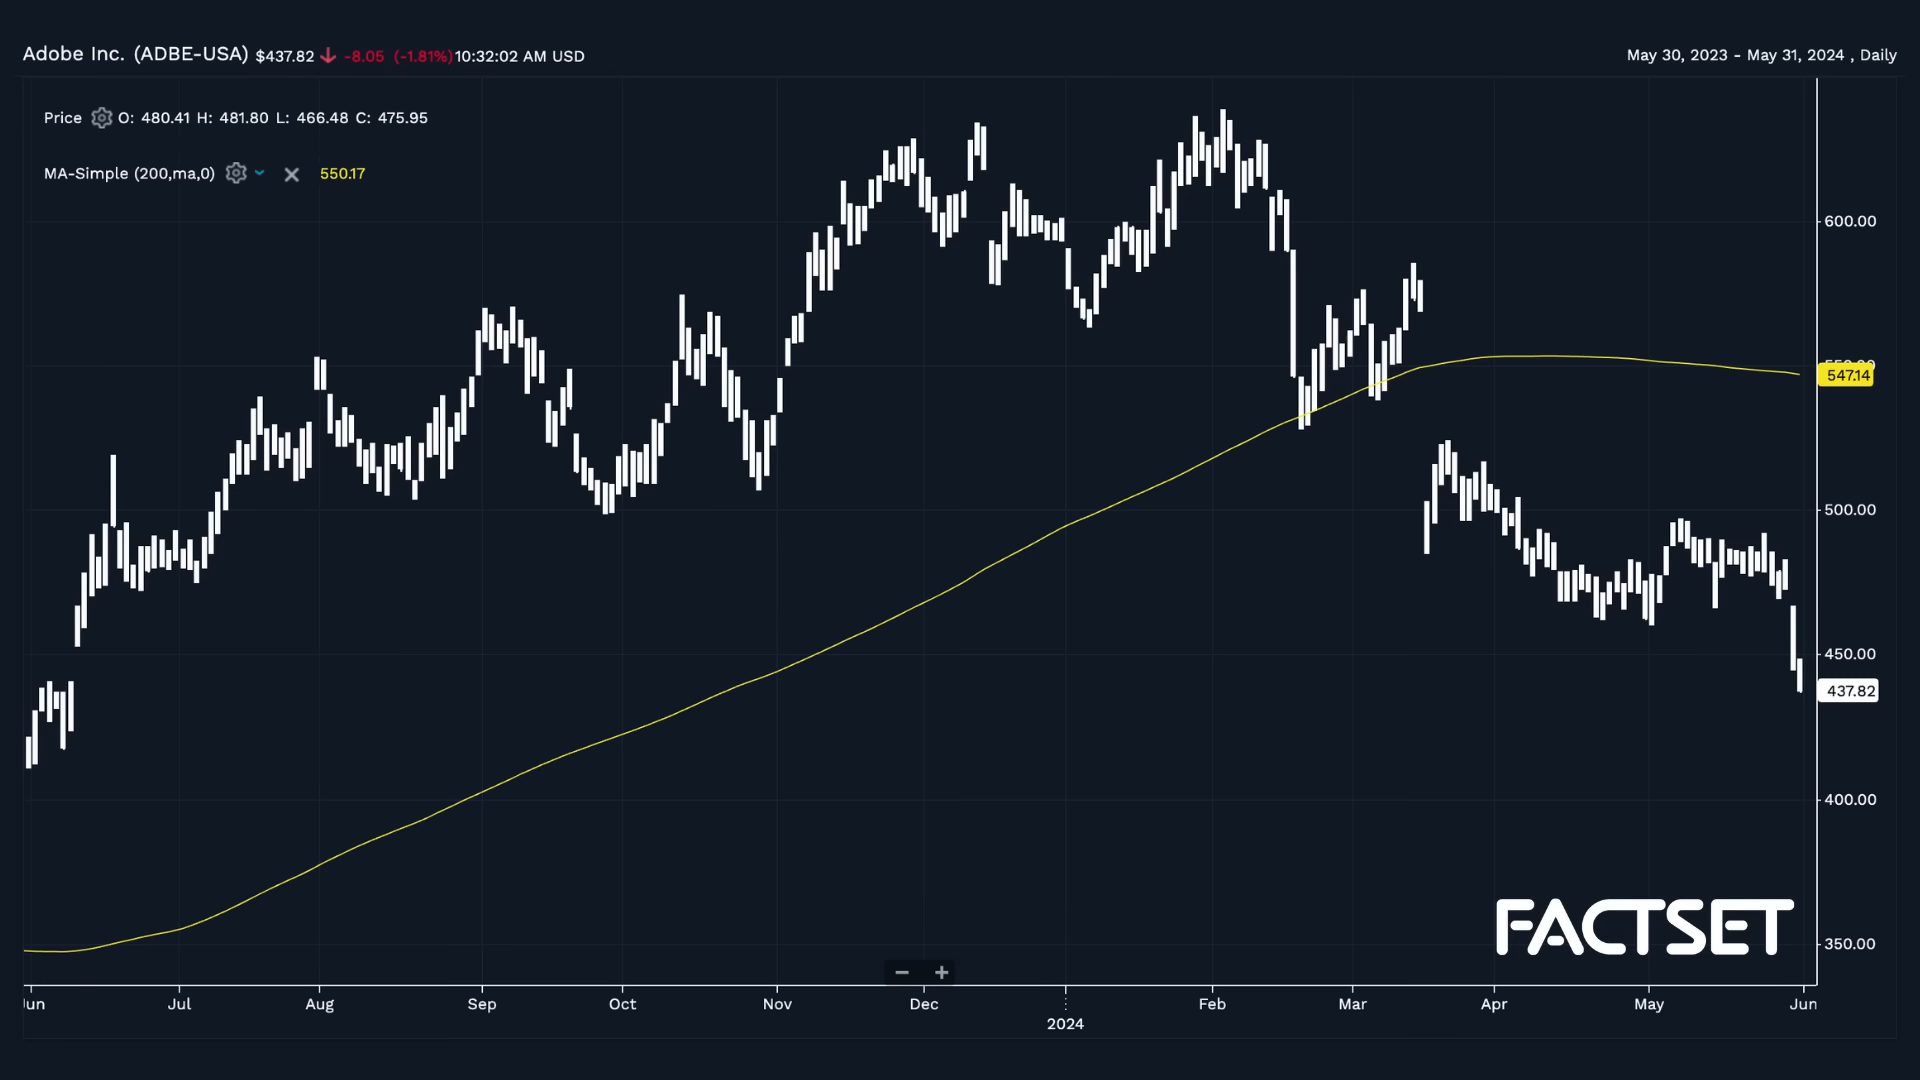 Adobe Inc. (ADBE-USA) $437.82 -8.05 (-1.81%) 10:32:02 AM USD
May 30, 2023 - May 31, 2024 , Daily
Price O: 480.41 H: 481.80 L: 466.48 C: 475.95
MA-Simple (200,ma,0) 550.17
600.00
547.14
500.00
450.00
437.82
400.00
FACTSET
350.00
Jul Aug Sep Oct Nov Dec Feb Mar Apr May Jun
2024